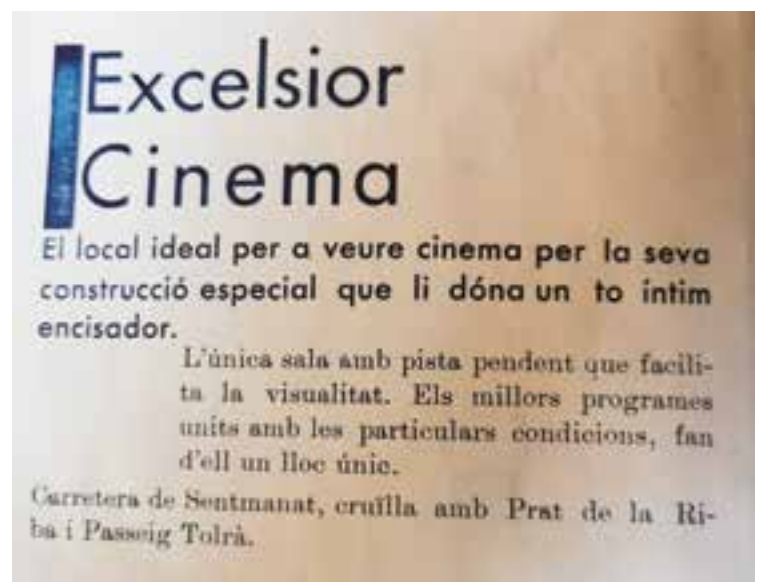 Excelsior
Cinema
El local ideal per a veure cinema per la seva
construcció especial que li dóna un to íntim
encisador.
L'única sala amb pista pendent que facili-
ta la visualitat. Els millors programes
units amb les particulars condicions, fan
d'ell un lloc únic.
Carretera de Sentmanat, cruïlla amb Prat de la Ri-
ba i Passeig Tolrà.